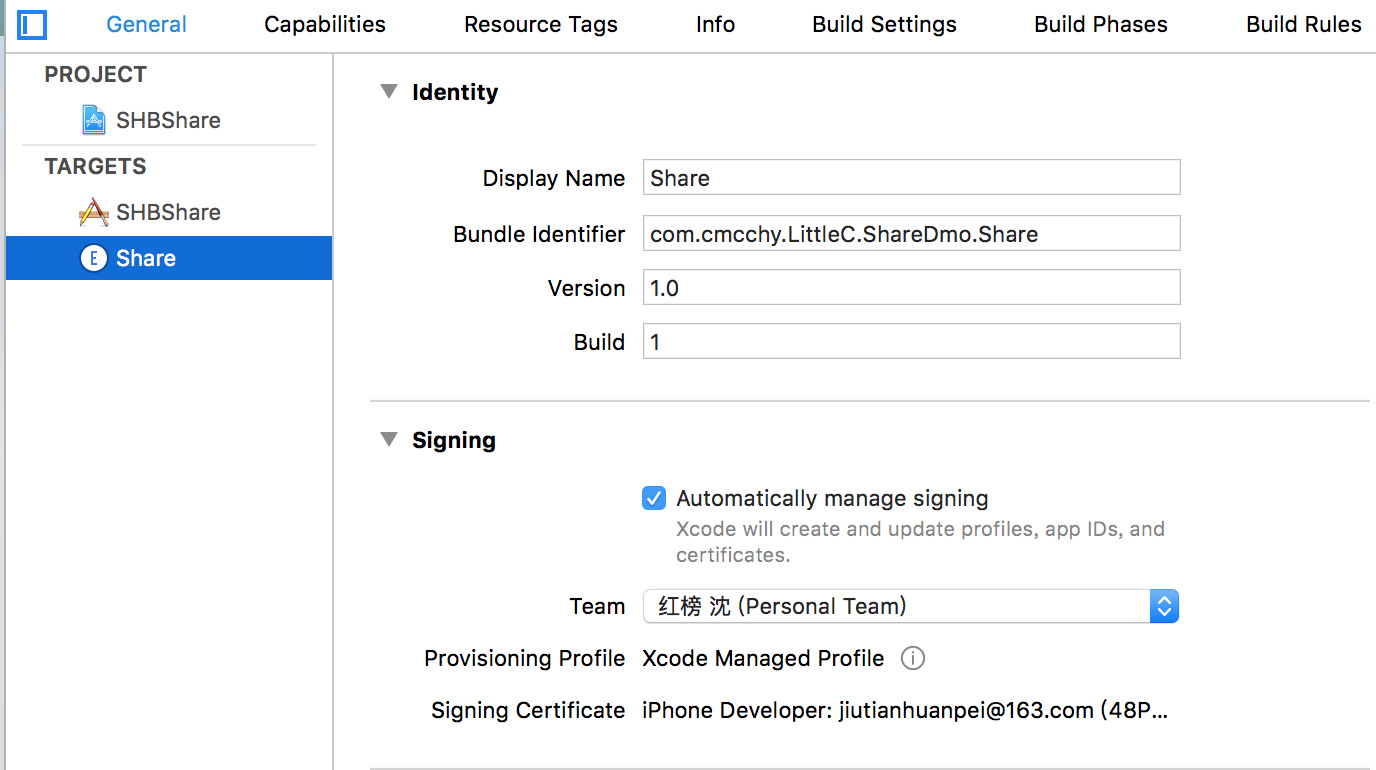 General Capabilities Resource Tags Info Build Settings Build Phases Build Rules
PROJECT
SHBShare
TARGETS
SHBShare
E Share
Identity
Display Name Share
Bundle Identifier com.cmcchy.LittleC.ShareDmo.Share
Version 1.0
Build 1
Signing
Automatically manage signing
Xcode will create and update profiles, app IDs, and
certificates.
Team 红榜 沈 (Personal Team)
Provisioning Profile Xcode Managed Profile
Signing Certificate iPhone Developer: jiutianhuanpei@163.com (48P...